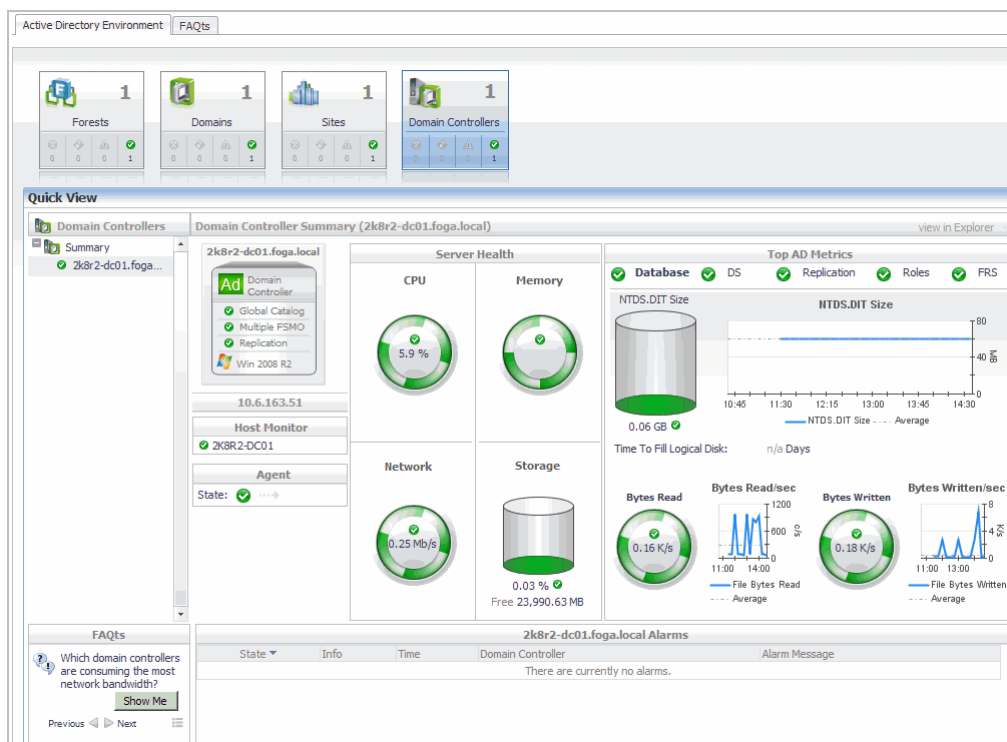 Active Directory Environment
FAQts
1
Forests
0 0 0 1
1
Domains
0 0 0 1
1
Sites
0 0 0 1
1
Domain Controllers
0 0 0 1
Quick View
Domain Controllers
Summary
2k8r2-dc01.foga...
Domain Controller Summary (2k8r2-dc01.foga.local)
view in Explorer
2k8r2-dc01.foga.local
Ad Domain
Controller
Global Catalog
Multiple FSMO
Replication
Win 2008 R2
10.6.163.51
Host Monitor
2K8R2-DC01
Agent
State:
Server Health
CPU
5.9 %
Memory
Network
0.25 Mb/s
Storage
0.03 %
Free 23,990.63 MB
Top AD Metrics
Database
DS
Replication
Roles
FRS
NTDS.DIT Size
0.06 GB
NTDS.DIT Size
80
40
0
MB
10:45 11:30 12:15 13:00 13:45 14:30
NTDS.DIT Size
Average
Time To Fill Logical Disk: n/a Days
Bytes Read
0.16 K/s
Bytes Read/sec
1200
600
0
c/s
11:00 14:00
File Bytes Read
Average
Bytes Written
0.18 K/s
Bytes Written/sec
8
4
0
K/s
11:00 13:00
File Bytes Written
Average
FAQts
Which domain controllers
are consuming the most
network bandwidth?
Show Me
Previous
Next
2k8r2-dc01.foga.local Alarms
State Info Time Domain Controller Alarm Message
There are currently no alarms.